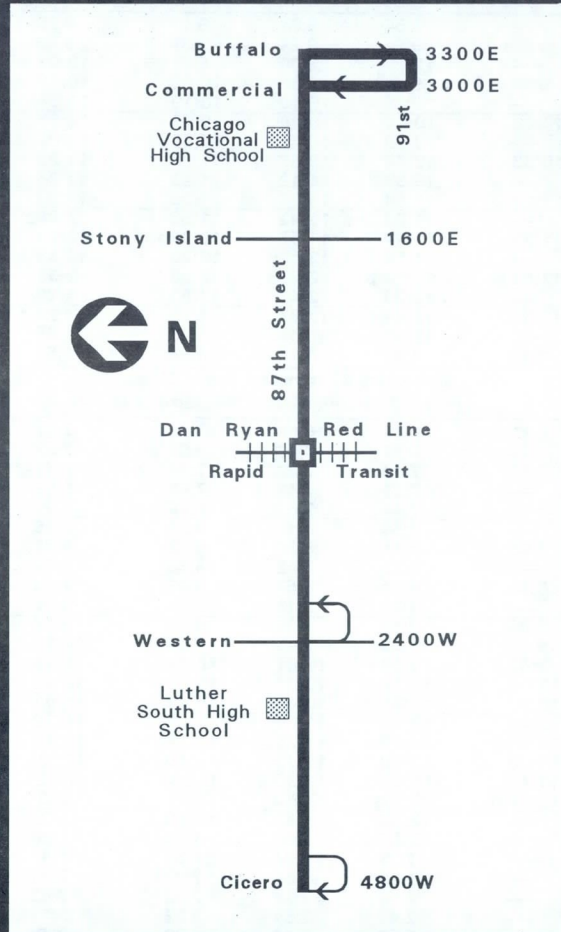 Buffalo
3300E
Commercial
3000E
91st
Chicago
Vocational
High School
Stony Island
1600E
87th Street
N
Dan Ryan Red Line
Rapid Transit
Western
2400W
Luther
South High
School
Cicero
4800W